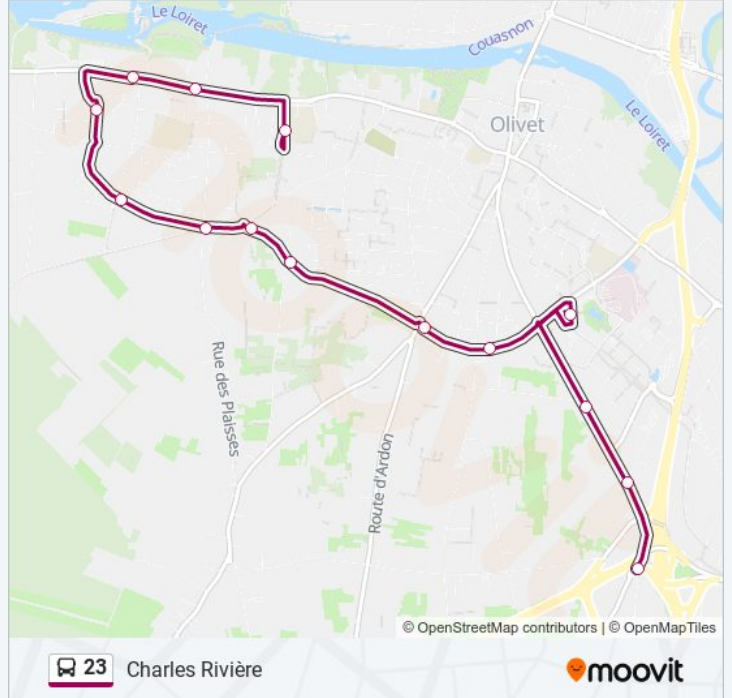 Le Loiret
Couasnon
Le Loiret
Olivet
Rue des Plaisses
Route d'Ardon
© OpenStreetMap contributors | © OpenMapTiles
23 Charles Rivière
moovit